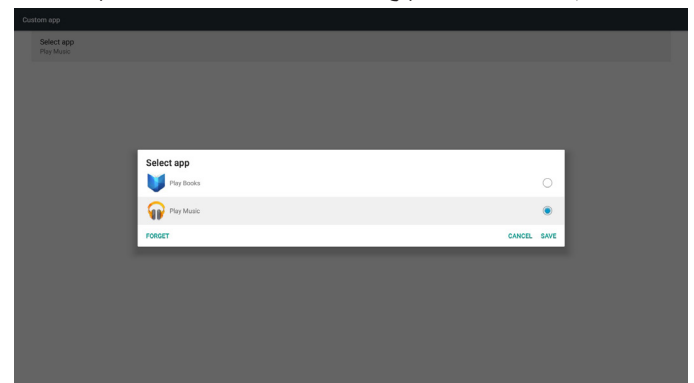 Custom app
Select app
Play Music
Select app
Play Books
Play Music
FORGET
CANCEL SAVE